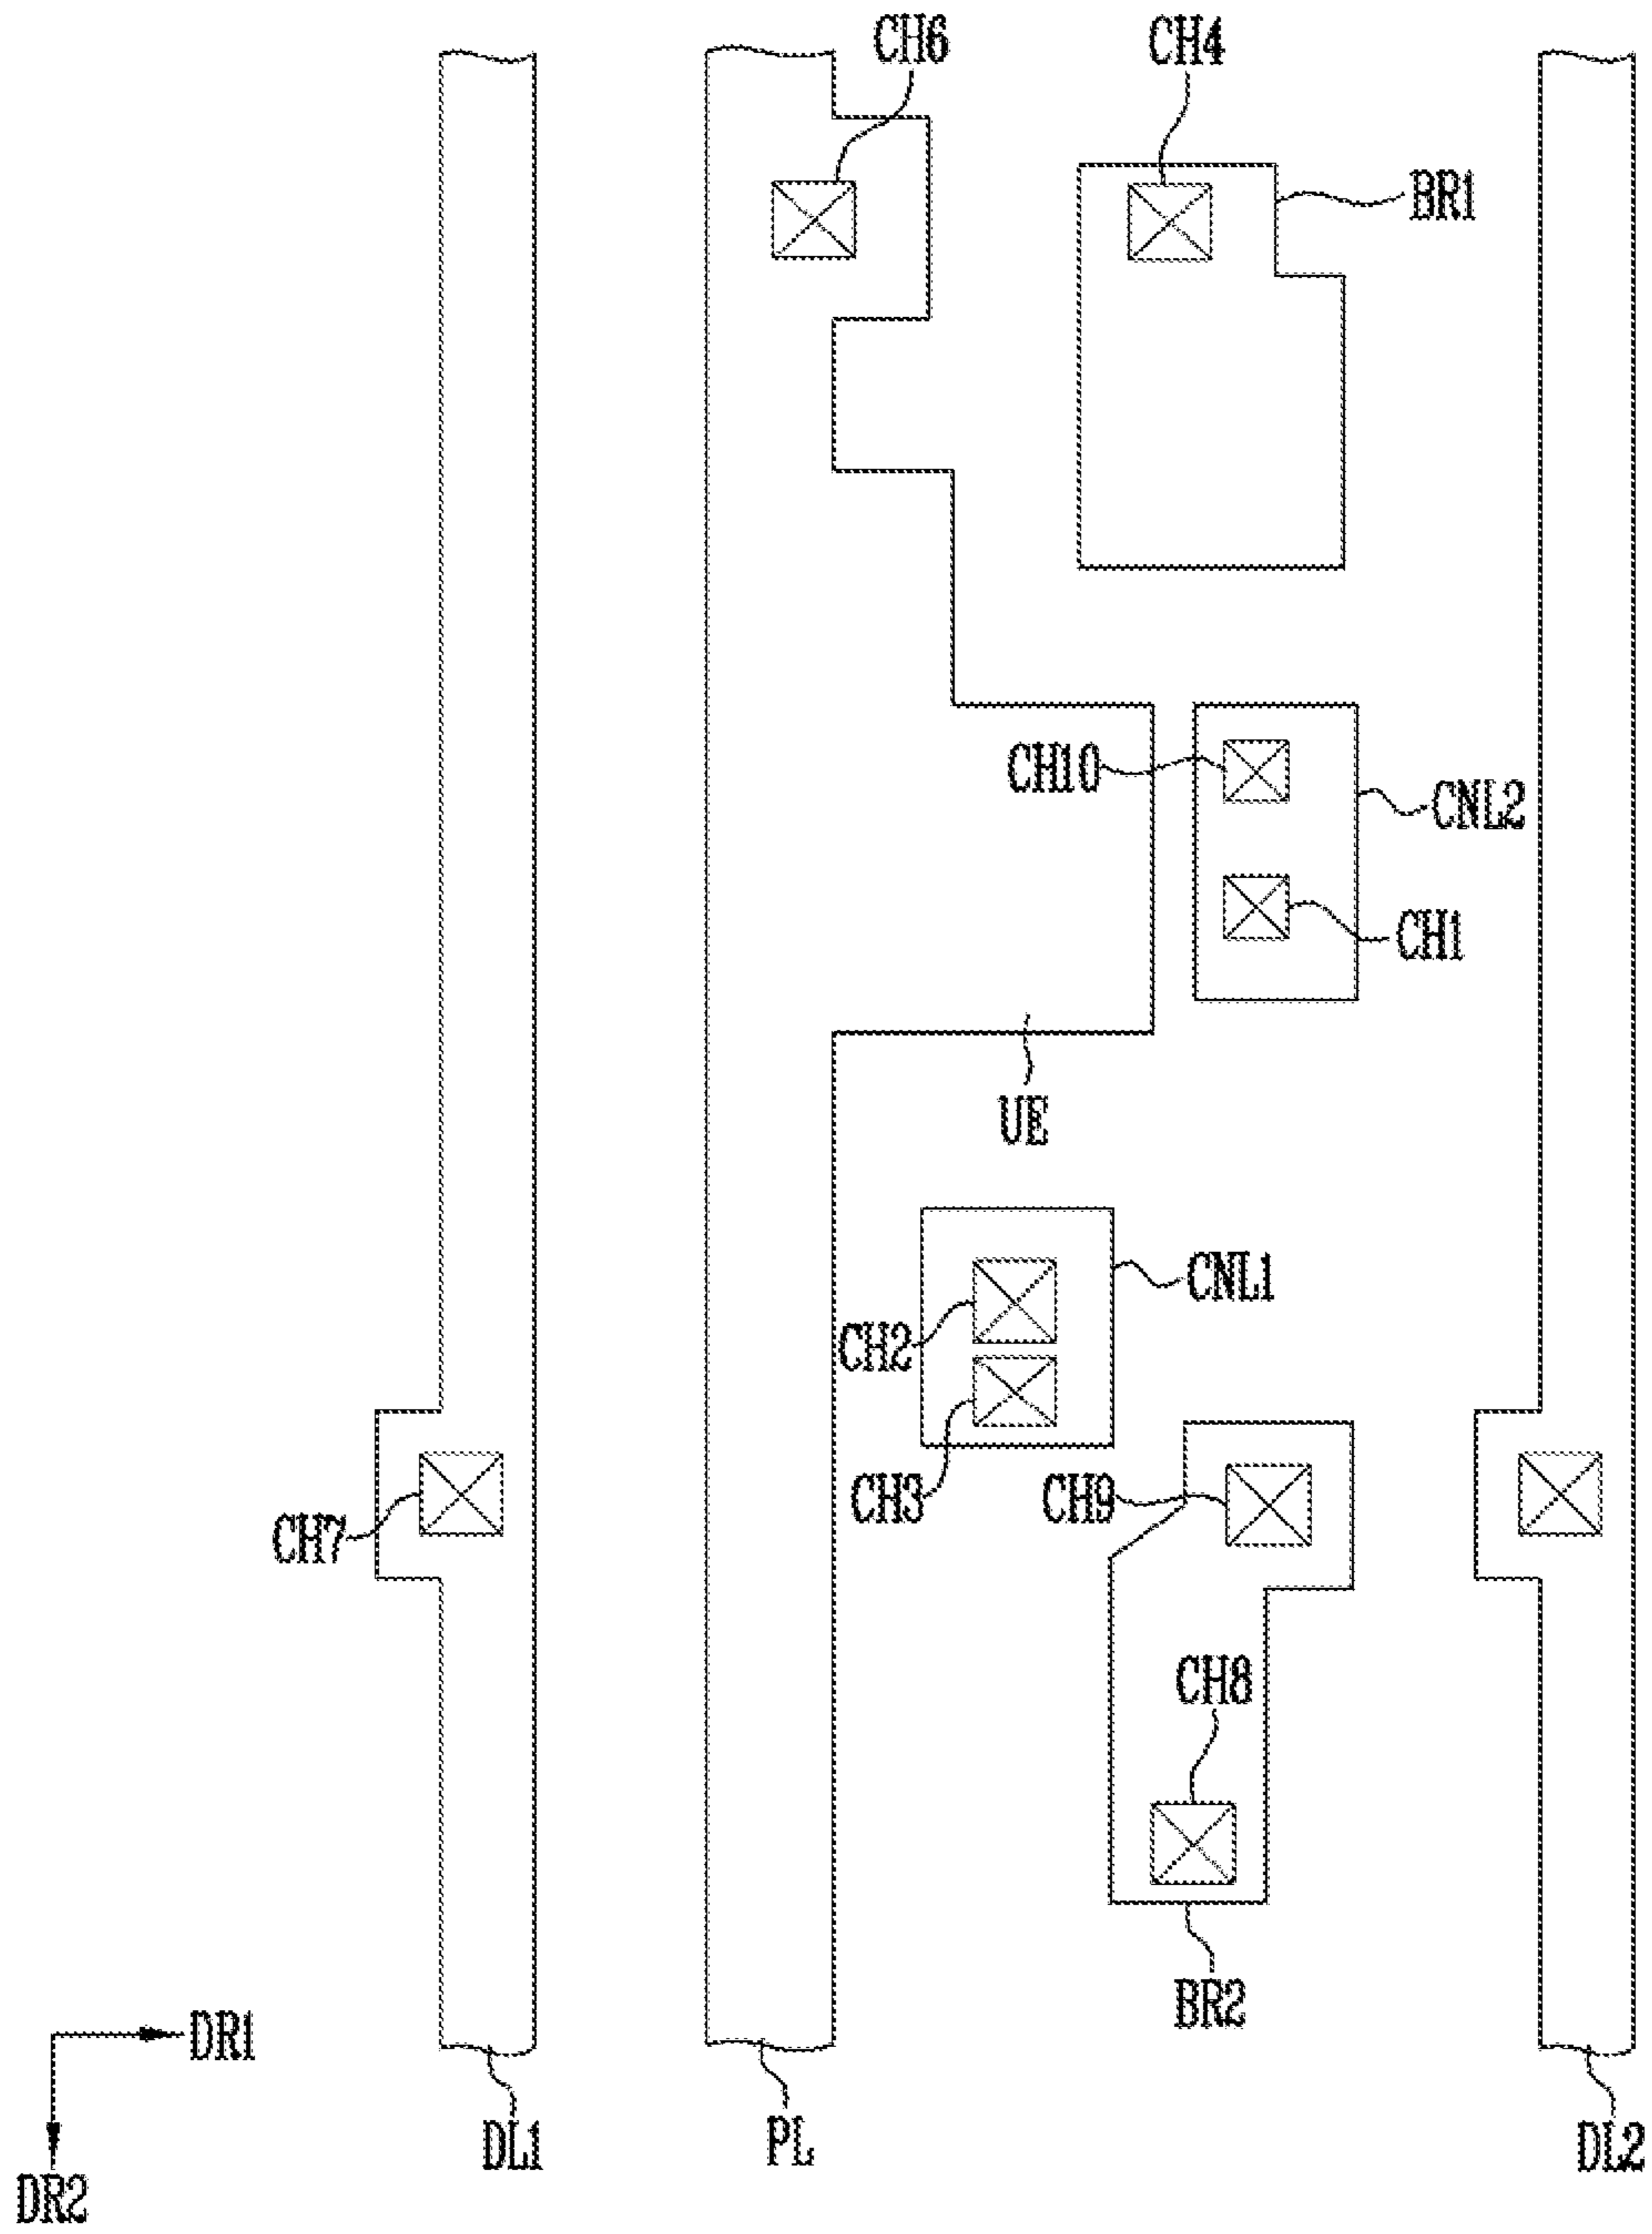 CH6
CH4
BR1
CH10
CNL2
CH1
UE
CNL1
CH2
CH3
CH9
CH7
CH8
BR2
DR1
DL1
PL
DL2
DR2